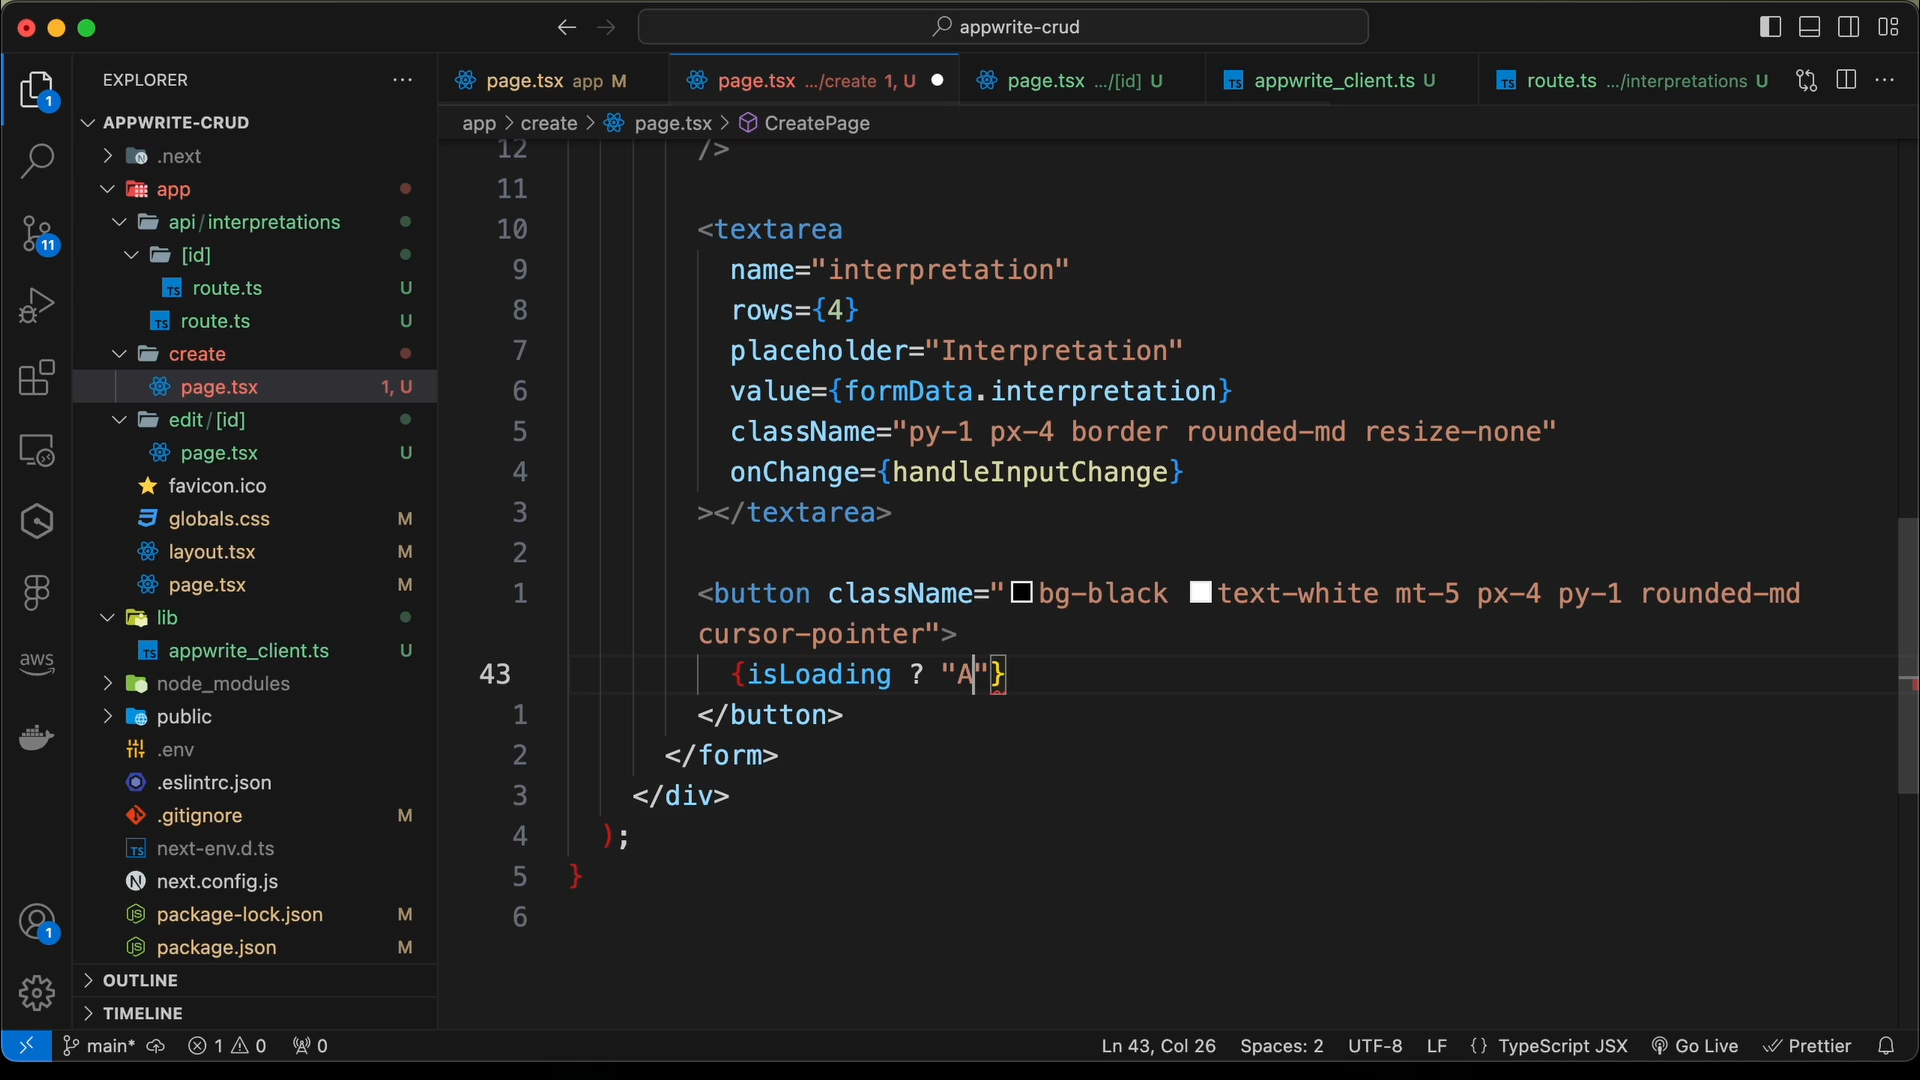 appwrite-crud
EXPLORER
page.tsx app M
page.tsx .../create 1, U
page.tsx .../[id] U
appwrite_client.ts U
route.ts .../interpretations U
app > create > page.tsx > CreatePage
APPWRITE-CRUD
.next
app
api/interpretations
[id]
route.ts U
route.ts U
create
page.tsx 1, U
edit/[id]
page.tsx U
favicon.ico
globals.css M
layout.tsx M
page.tsx M
lib
appwrite_client.ts U
node_modules
public
.env
.eslintrc.json
.gitignore M
next-env.d.ts
next.config.js
package-lock.json M
package.json M
OUTLINE
TIMELINE
1
11
aws
1
12 />
11
10 <textarea
9 name="interpretation"
8 rows={4}
7 placeholder="Interpretation"
6 value={formData.interpretation}
5 className="py-1 px-4 border rounded-md resize-none"
4 onChange={handleInputChange}
3 ></textarea>
2
1 <button className="bg-black text-white mt-5 px-4 py-1 rounded-md
cursor-pointer">
43 {isLoading ? "A"}
1 </button>
2 </form>
3 </div>
4 );
5 }
6
main* 1 0 0
Ln 43, Col 26 Spaces: 2 UTF-8 LF {} TypeScript JSX Go Live Prettier